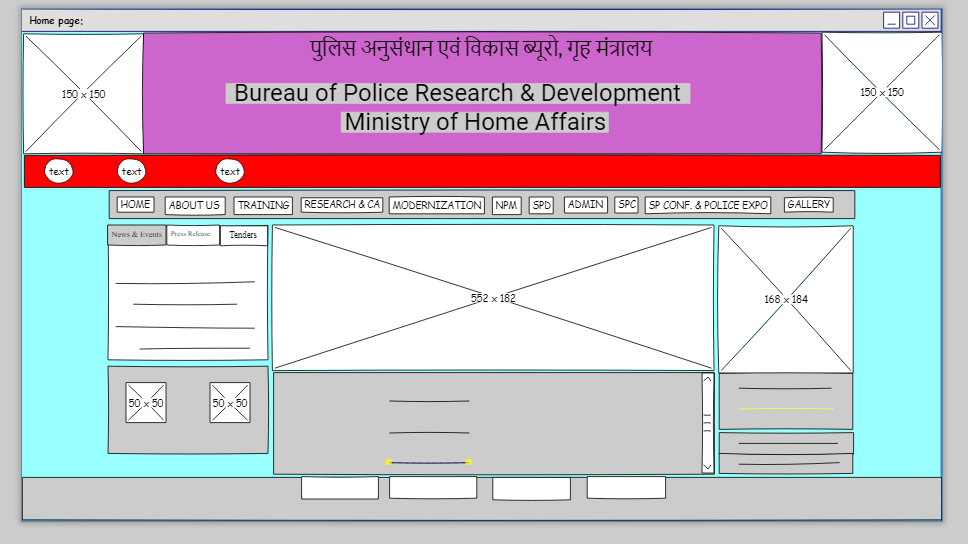 Home page:
पुलिस अनुसंधान एवं विकास ब्यूरो, गृह मंत्रालय
150 x 150
Bureau of Police Research & Development
150 x 150
Ministry of Home Affairs
text text text
HOME ABOUT US TRAINING RESEARCH & CA MODERNIZATION NPM SPD ADMIN SPC SP CONF. & POLICE EXPO GALLERY
News & Events Press Release Tenders
552 x 182
168 x 184
50 x 50 50 x 50